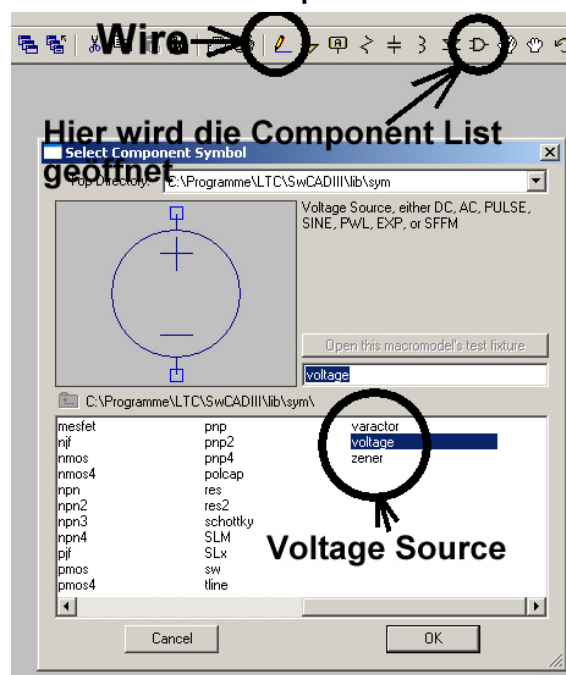 Wire
Hier wird die Component List
geöffnet
Select Component Symbol
Top Directory: C:\Programme\LTC\SwCADIII\lib\sym
Voltage Source, either DC, AC, PULSE,
SINE, PWL, EXP, or SFFM
Open this macromodel's test fixture
voltage
C:\Programme\LTC\SwCADIII\lib\sym\
mesfet pnp varactor
njf pnp2 voltage
nmos pnp4 zener
nmos4 polcap
npn res
npn2 res2
npn3 schottky
npn4 SLM
pjf SLx
pmos sw
pmos4 tline
Voltage Source
Cancel OK